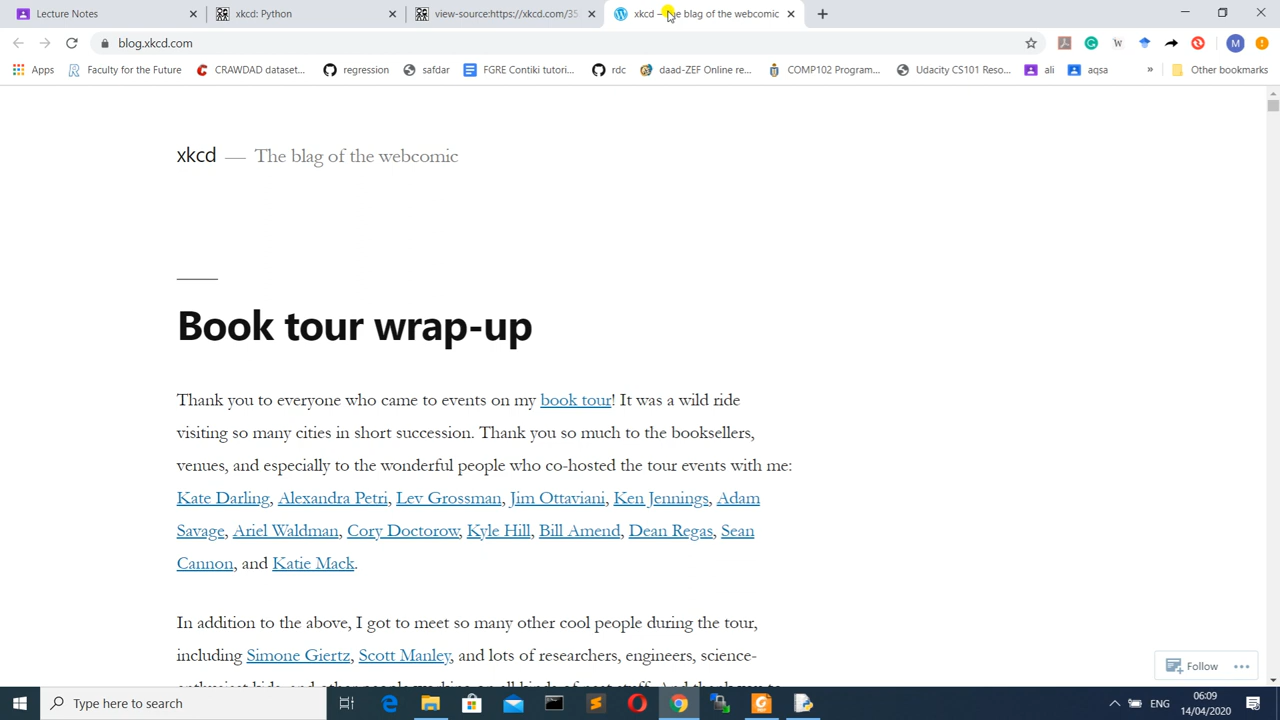 Lecture Notes
xkcd: Python
view-source:https://xkcd.com/35
xkcd – The blag of the webcomic
blog.xkcd.com
Apps
Faculty for the Future
CRAWDAD dataset...
regression
safdar
FGRE Contiki tutori...
rdc
daad-ZEF Online re...
COMP102 Program...
Udacity CS101 Reso...
ali
aqsa
»
Other bookmarks
xkcd — The blag of the webcomic
Book tour wrap-up
Thank you to everyone who came to events on my book tour! It was a wild ride
visiting so many cities in short succession. Thank you so much to the booksellers,
venues, and especially to the wonderful people who co-hosted the tour events with me:
Kate Darling, Alexandra Petri, Lev Grossman, Jim Ottaviani, Ken Jennings, Adam
Savage, Ariel Waldman, Cory Doctorow, Kyle Hill, Bill Amend, Dean Regas, Sean
Cannon, and Katie Mack.
In addition to the above, I got to meet so many other cool people during the tour,
including Simone Giertz, Scott Manley, and lots of researchers, engineers, science-
Follow
Type here to search
ENG
06:09
14/04/2020